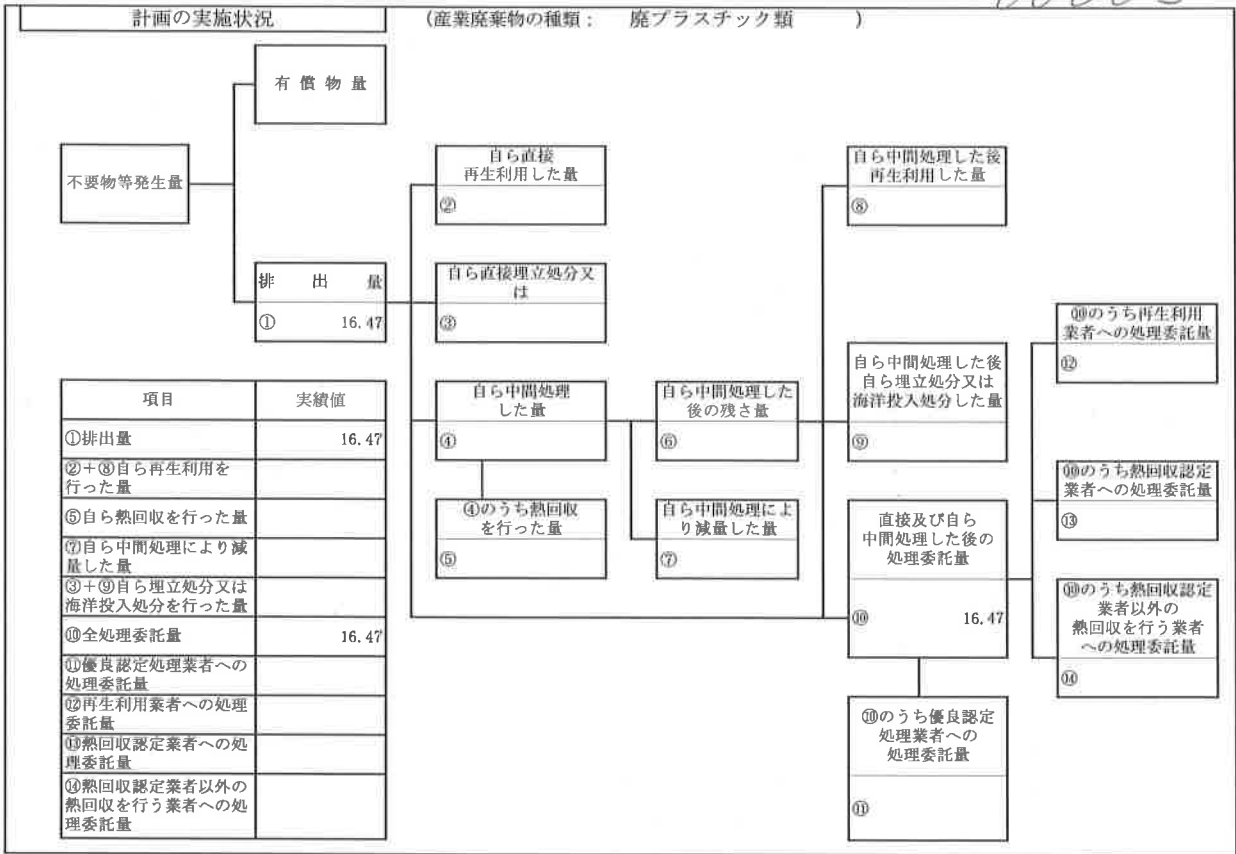 計画の実施状況
(産業廃棄物の種類： 廃プラスチック類 )
有償物量
不要物等発生量
排出量
① 16.47
自ら直接
再生利用した量
②
自ら直接埋立処分又
は
③
自ら中間処理
した量
④
④のうち熱回収
を行った量
⑤
自ら中間処理した
後の残さ量
⑥
自ら中間処理によ
り減量した量
⑦
自ら中間処理した後
再生利用した量
⑧
自ら中間処理した後
自ら埋立処分又は
海洋投入処分した量
⑨
直接及び自ら
中間処理した後の
処理委託量
⑩ 16.47
⑩のうち優良認定
処理業者への
処理委託量
⑪
⑩のうち再生利用
業者への処理委託量
⑫
⑩のうち熱回収認定
業者への処理委託量
⑬
⑩のうち熱回収認定
業者以外の
熱回収を行う業者
への処理委託量
⑭
項目 実績値
①排出量 16.47
②＋⑧自ら再生利用を
行った量
⑤自ら熱回収を行った量
⑦自ら中間処理により減
量した量
③＋⑨自ら埋立処分又は
海洋投入処分を行った量
⑩全処理委託量 16.47
⑪優良認定処理業者への
処理委託量
⑫再生利用業者への処理
委託量
⑬熱回収認定業者への処
理委託量
⑭熱回収認定業者以外の
熱回収を行う業者への処
理委託量